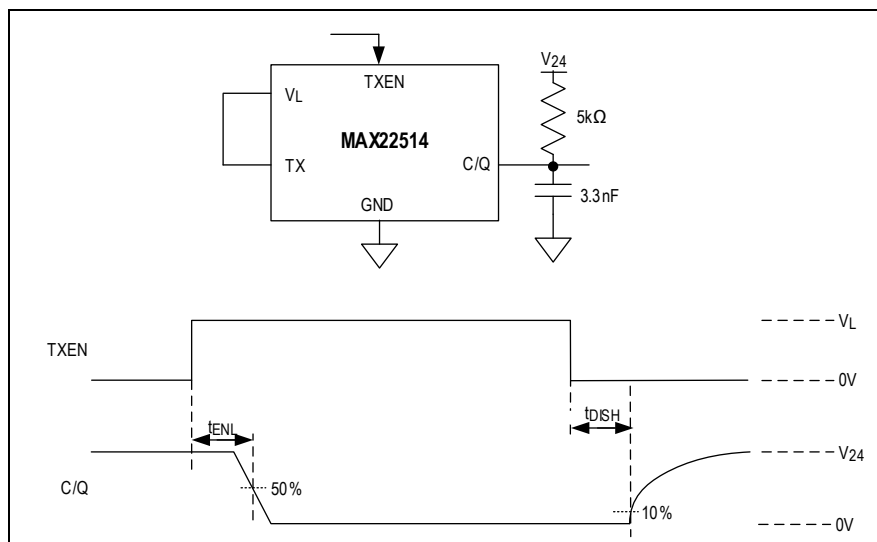 V24
TXEN
VL
5kΩ
MAX22514
TX
C/Q
3.3nF
GND
VL
TXEN
0V
tENL
tDISH
V24
C/Q
50%
10%
0V